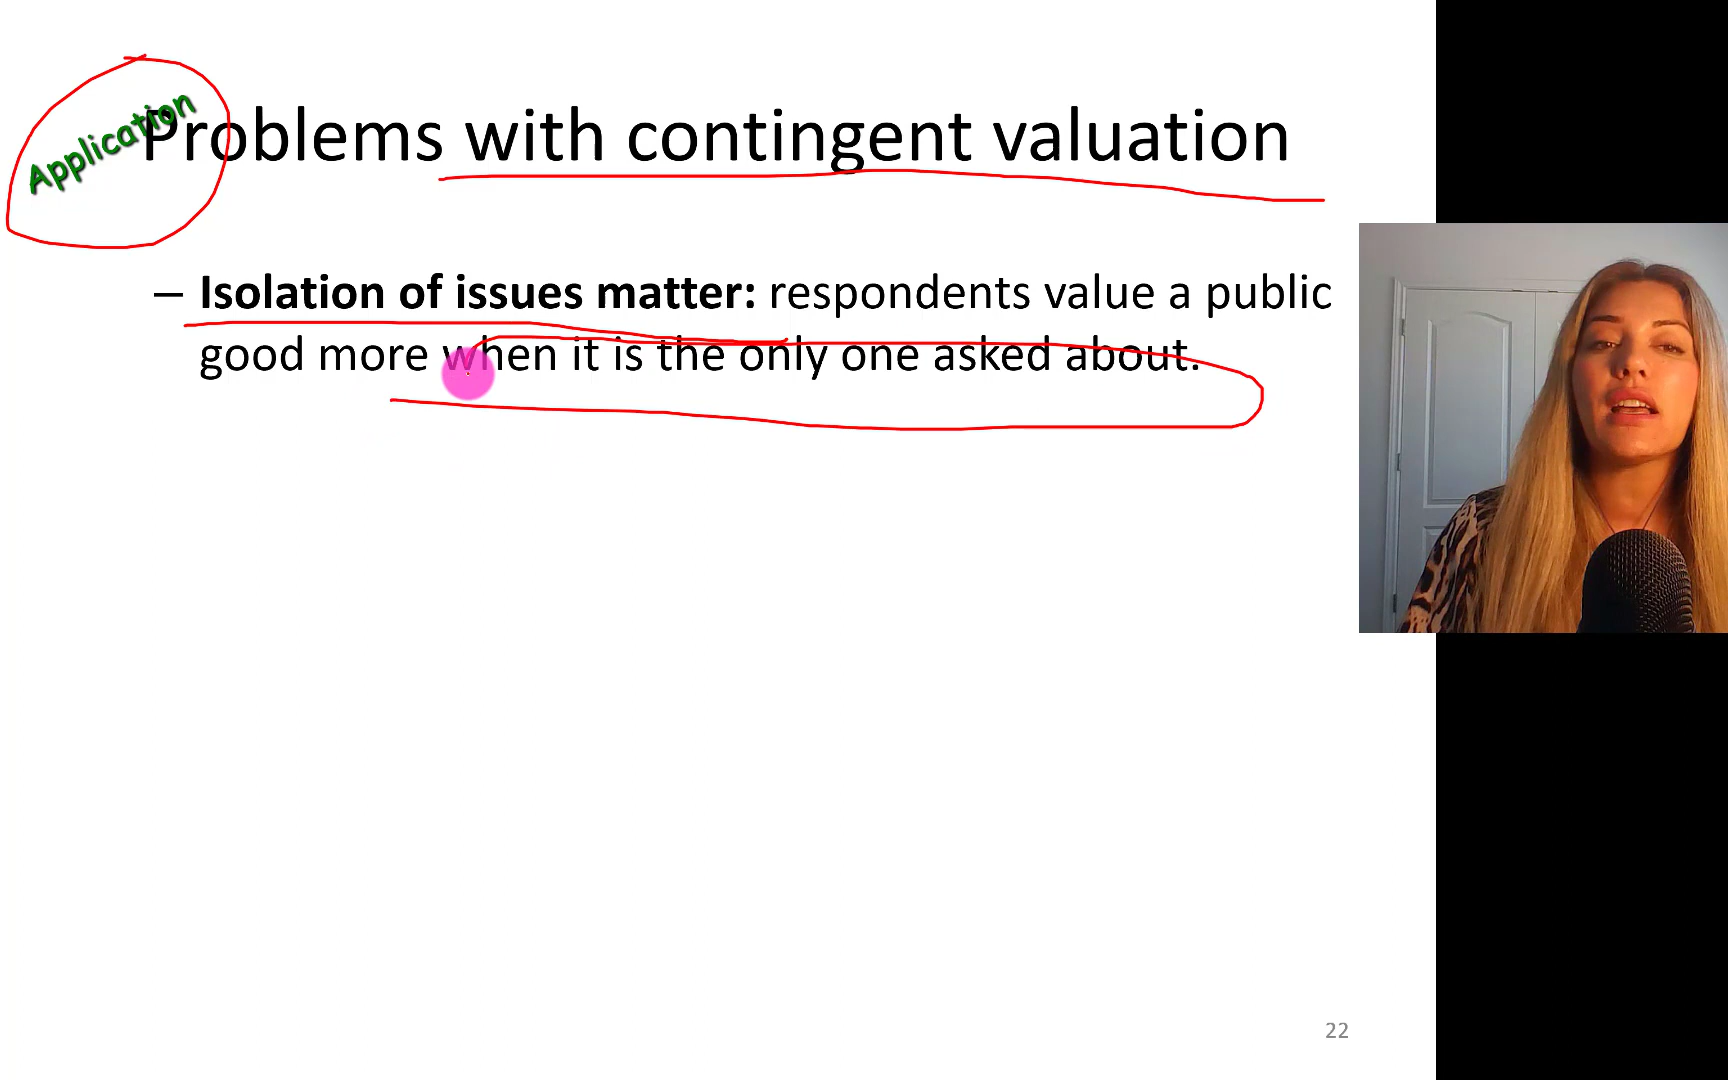 Application
Problems with contingent valuation
– Isolation of issues matter: respondents value a public
good more when it is the only one asked about.
22